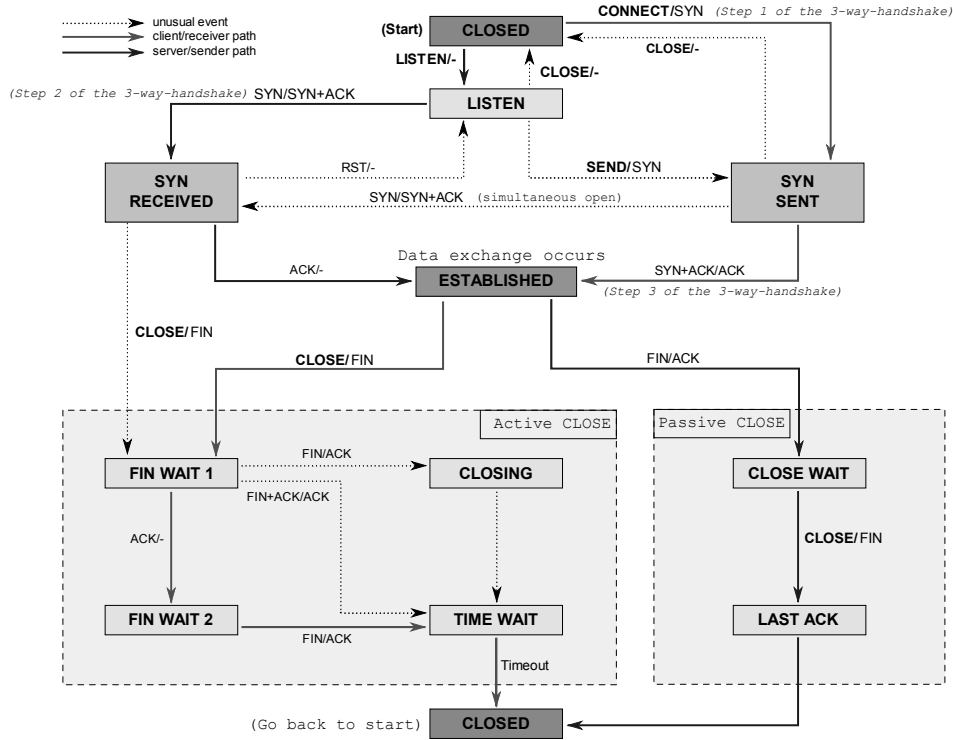 unusual event
client/receiver path
server/sender path
CONNECT/SYN (Step 1 of the 3-way-handshake)
(Start)
CLOSED
CLOSE/-
LISTEN/-
CLOSE/-
(Step 2 of the 3-way-handshake) SYN/SYN+ACK
LISTEN
RST/-
SEND/SYN
SYN
RECEIVED
SYN
SENT
SYN/SYN+ACK (simultaneous open)
Data exchange occurs
ACK/-
ESTABLISHED
SYN+ACK/ACK
(Step 3 of the 3-way-handshake)
CLOSE/FIN
CLOSE/FIN
FIN/ACK
Active CLOSE
Passive CLOSE
FIN WAIT 1
FIN/ACK
CLOSING
CLOSE WAIT
FIN+ACK/ACK
ACK/-
CLOSE/FIN
FIN WAIT 2
FIN/ACK
TIME WAIT
LAST ACK
Timeout
(Go back to start)
CLOSED